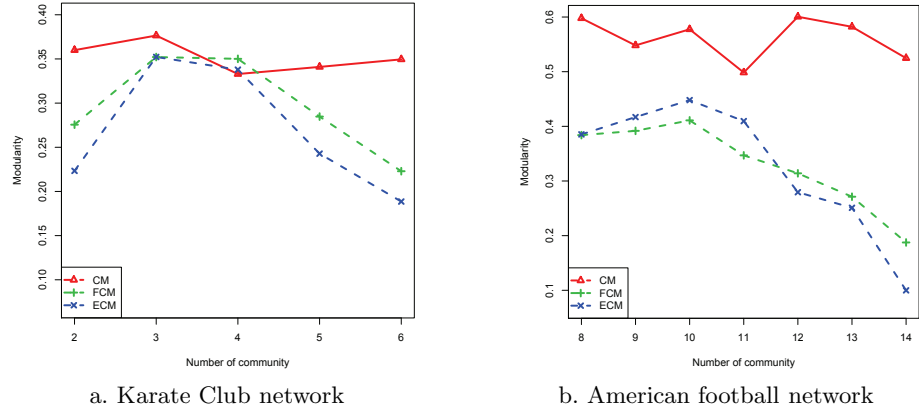 0.40
0.35
0.30
0.25
0.20
0.15
0.10
Modularity
2 3 4 5 6
Number of community
CM
FCM
ECM
a. Karate Club network
0.6
0.5
0.4
0.3
0.2
0.1
Modularity
8 9 10 11 12 13 14
Number of community
CM
FCM
ECM
b. American football network